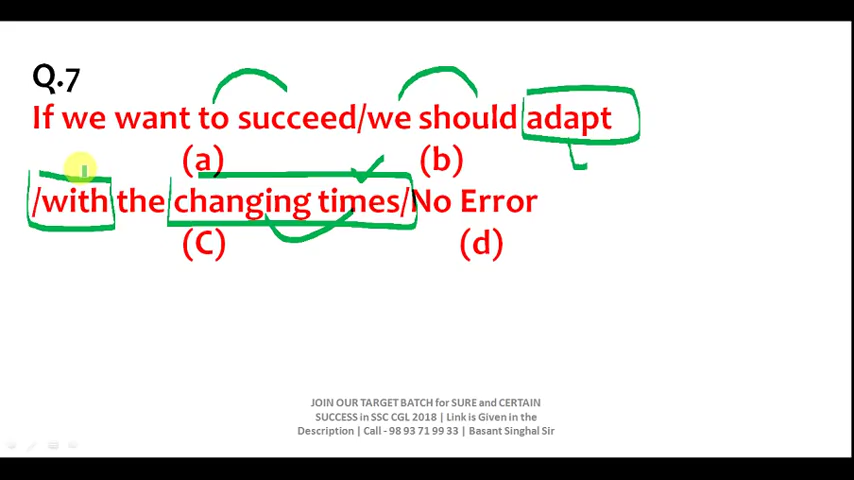 Q.7
If we want to succeed/we should adapt
(a) (b)
/with the changing times/No Error
(C) (d)
JOIN OUR TARGET BATCH for SURE and CERTAIN
SUCCESS in SSC CGL 2018 | Link is Given in the
Description | Call - 98 93 71 99 33 | Basant Singhal Sir